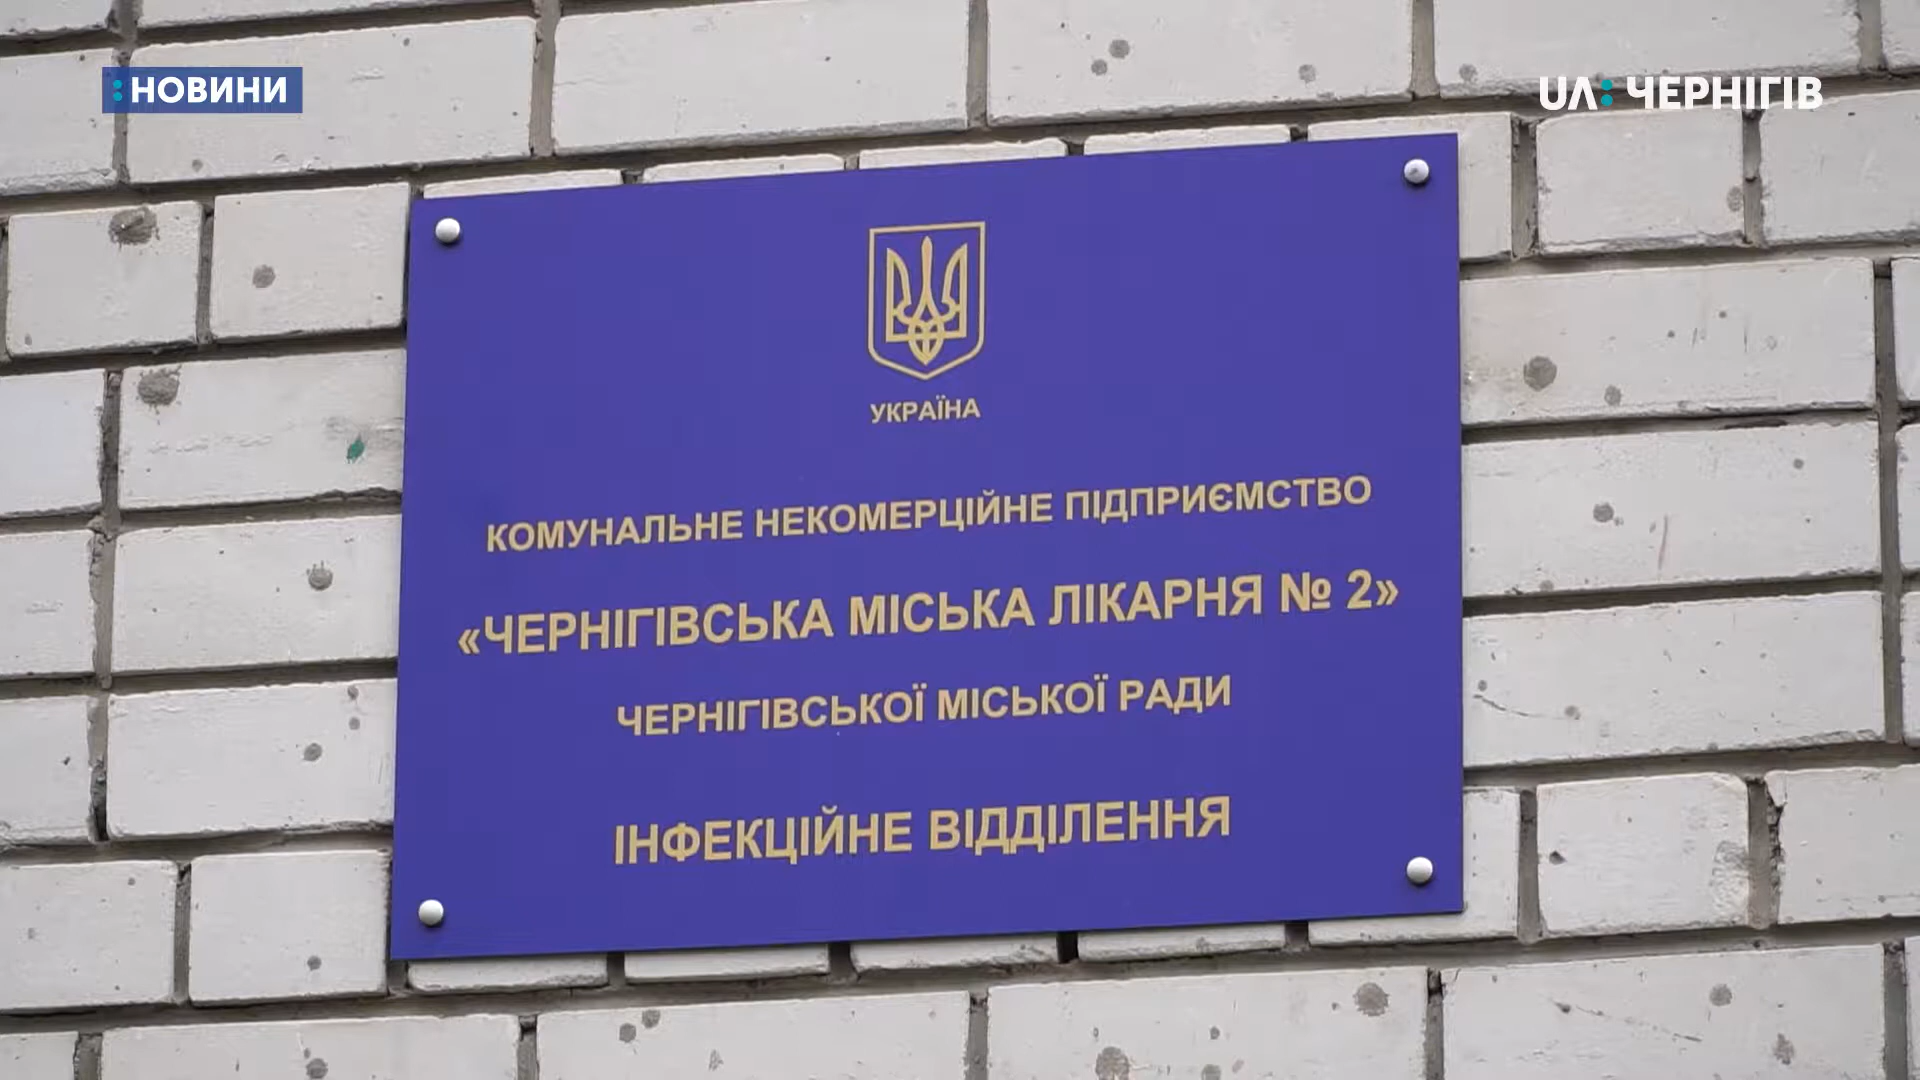 :НОВИНИ
UA: ЧЕРНІГІВ
УКРАЇНА
КОМУНАЛЬНЕ НЕКОМЕРЦІЙНЕ ПІДПРИЄМСТВО
«ЧЕРНІГІВСЬКА МІСЬКА ЛІКАРНЯ № 2»
ЧЕРНІГІВСЬКОЇ МІСЬКОЇ РАДИ
ІНФЕКЦІЙНЕ ВІДДІЛЕННЯ